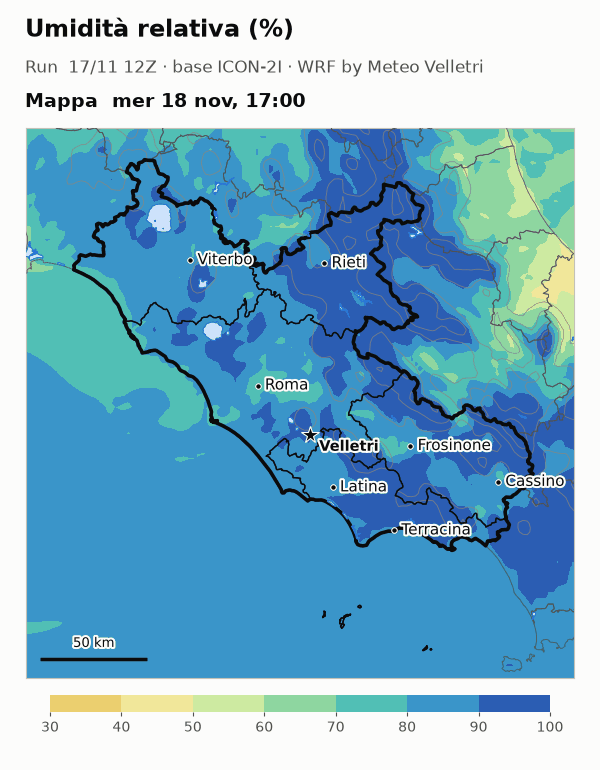 Umidità relativa (%)
Run  17/11 12Z · base ICON-2I · WRF by Meteo Velletri
Mappa  mer 18 nov, 17:00
Viterbo
Rieti
Roma
Velletri
Frosinone
Cassino
Latina
Terracina
50 km
30 40 50 60 70 80 90 100